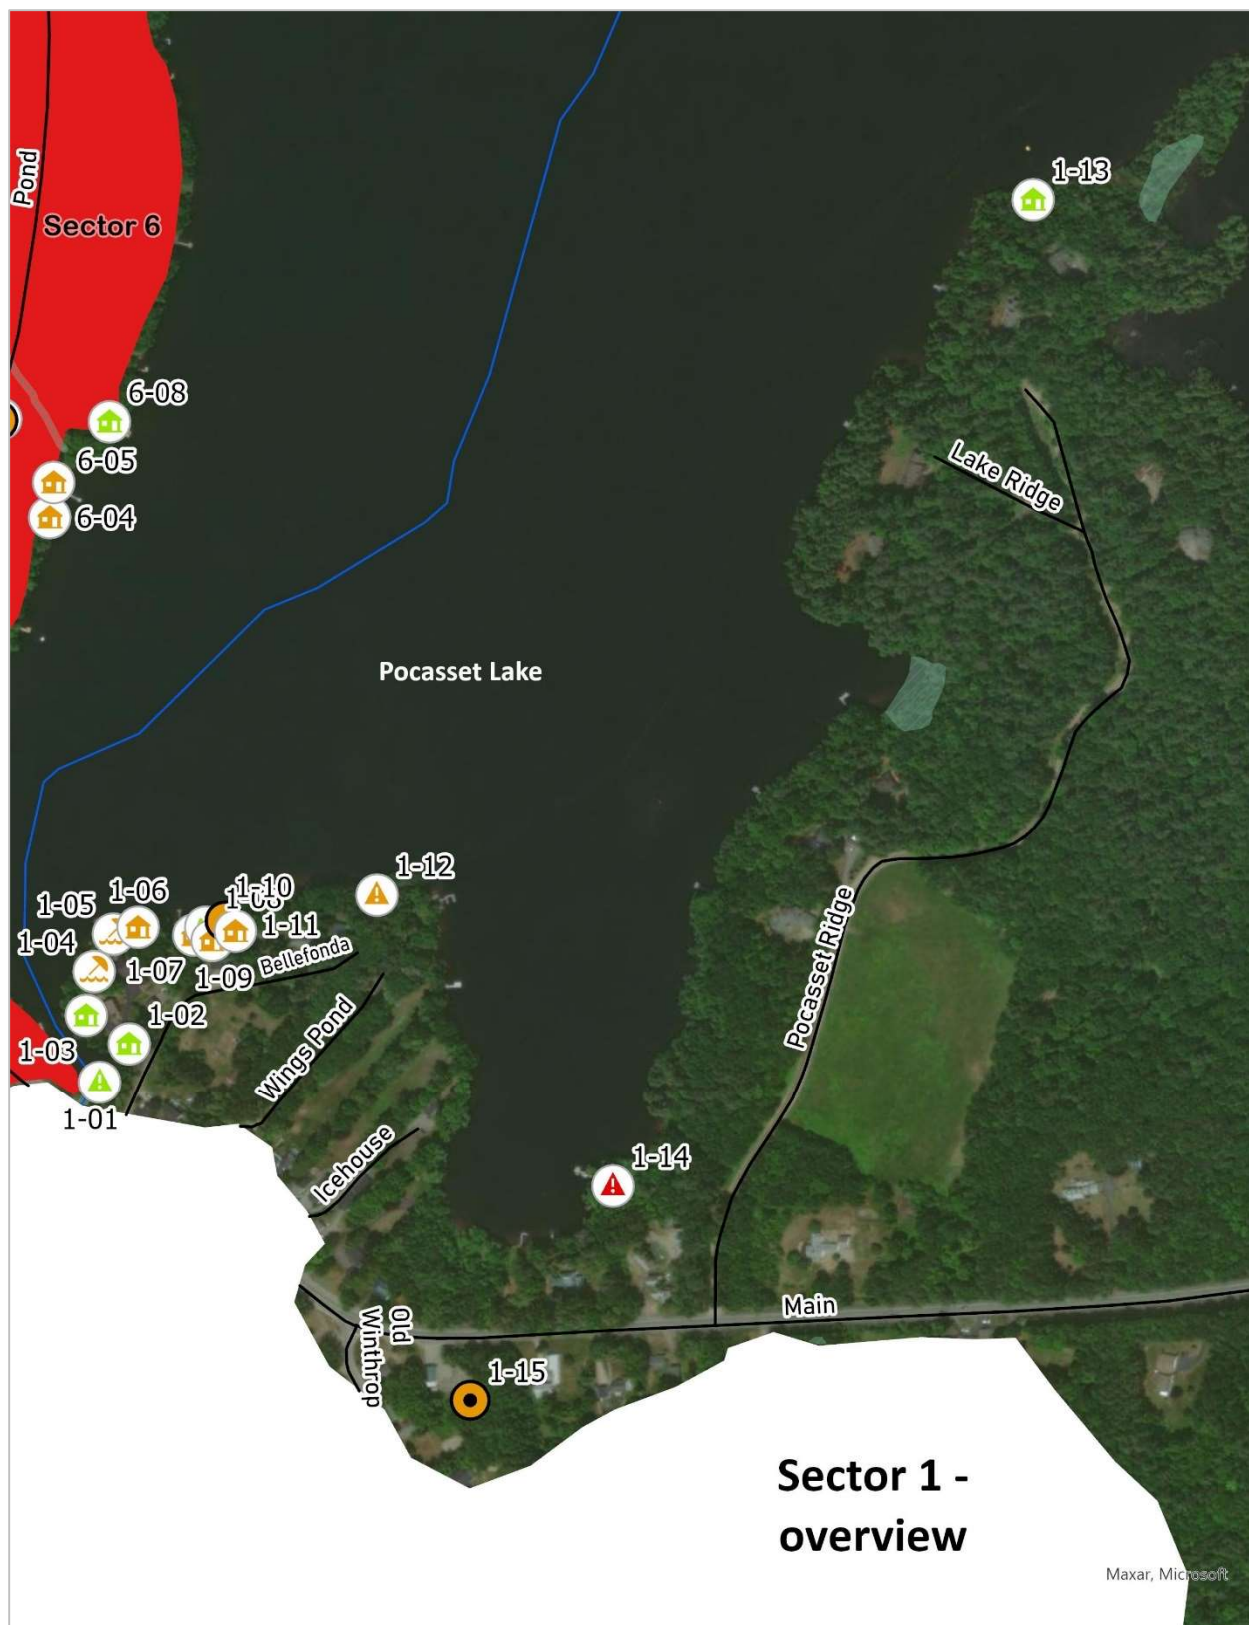 1-13
Pond
Sector 6
6-08
6-05
6-04
Lake Ridge
Pocasset Lake
1-12
1-10
1-06
1-05
1-11
1-04
1-07
1-09
Bellefonda
Pocasset Ridge
1-02
1-03
1-01
Wings Pond
Icehouse
1-14
Main
Old
Winthrop
1-15
Sector 1 -
overview
Maxar, Microsoft